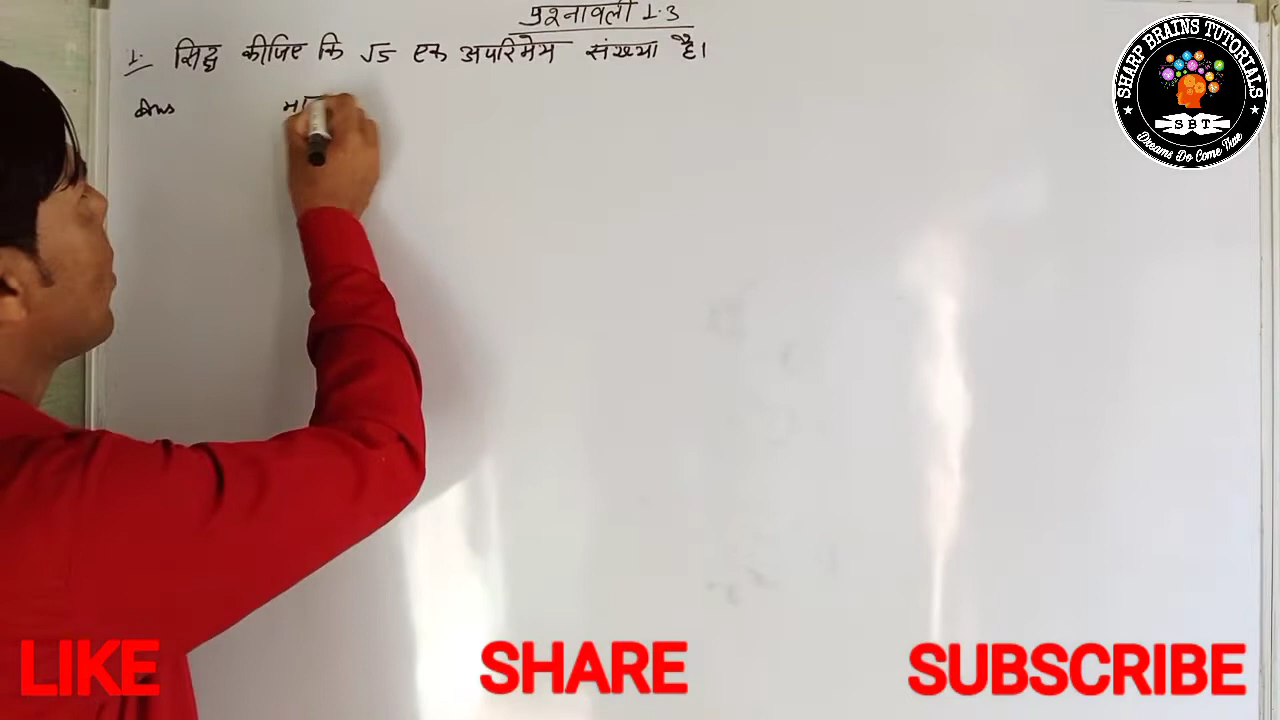 प्रश्नावली 1.3
1. सिद्ध कीजिए कि √5 एक अपरिमेय संख्या है।
Ans मा
SHARP BRAINS TUTORIALS
SBT
Dreams Do Come True
LIKE SHARE SUBSCRIBE